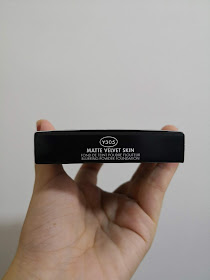 Y305
MATTE VELVET SKIN
FOND DE TEINT POUDRE FLOUTEUR
BLURRING POWDER FOUNDATION